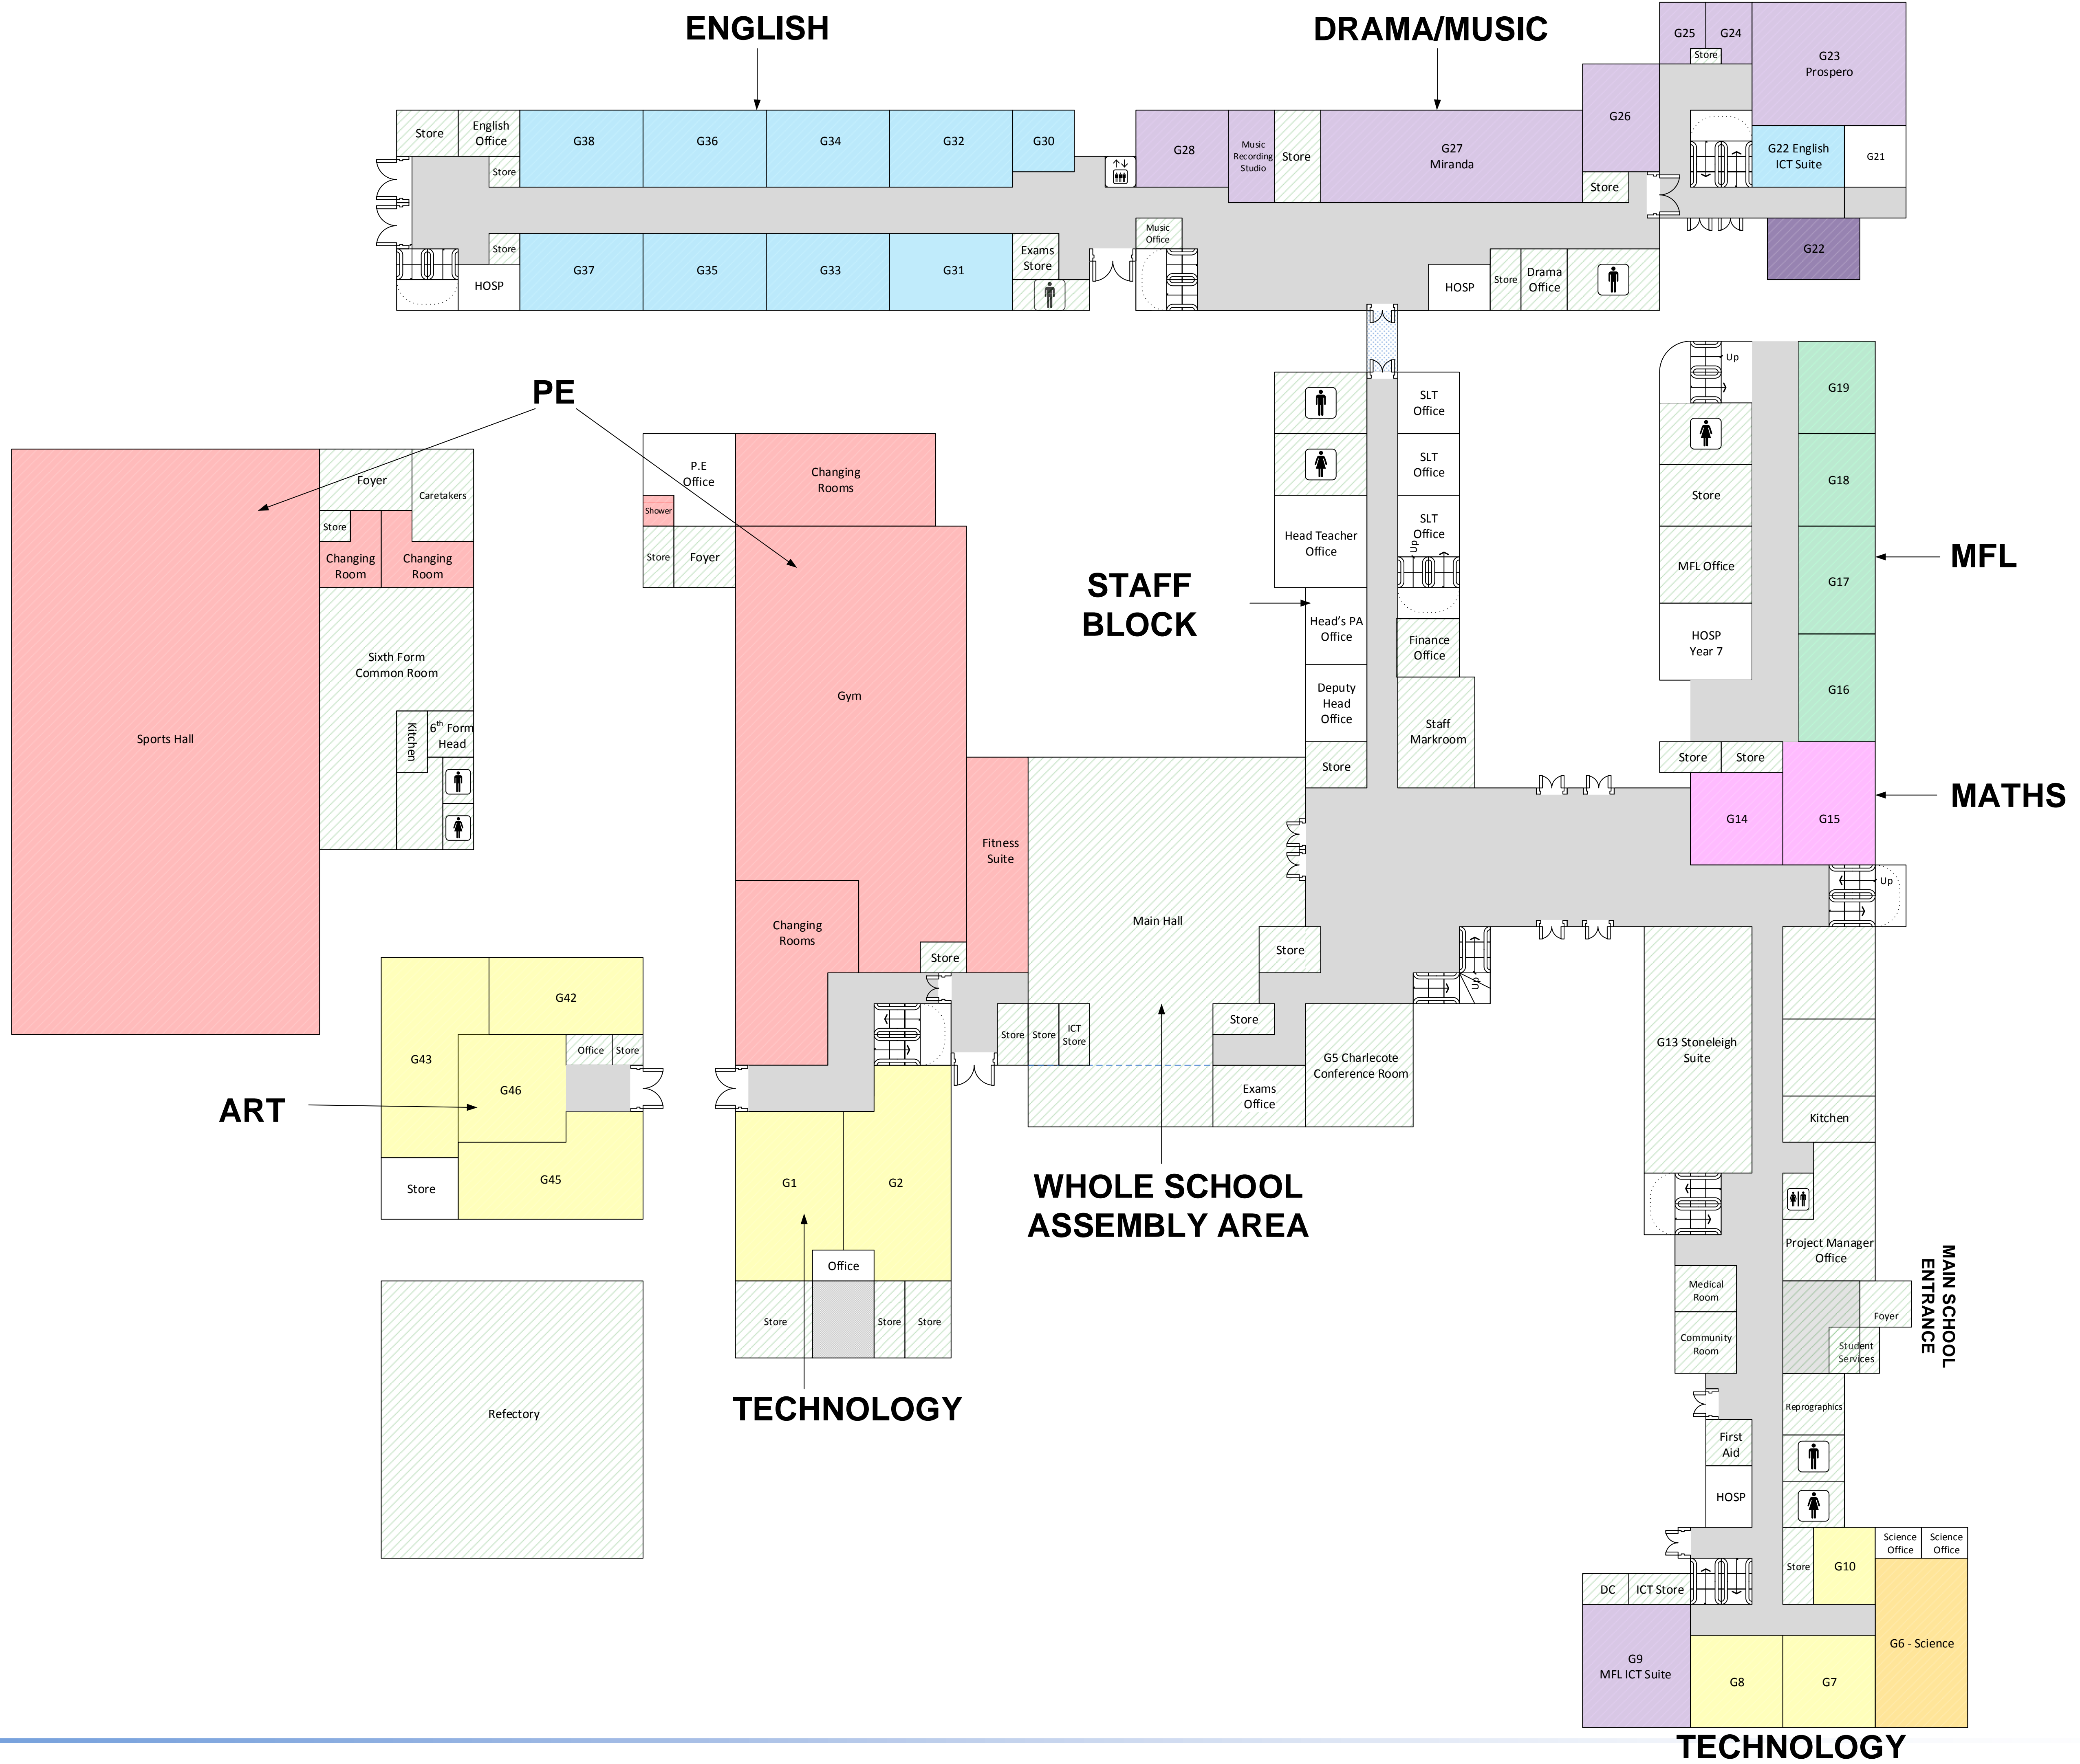 ENGLISH
DRAMA/MUSIC
G25
G24
Store
G23
Prospero
Store
English
Office
G38
G36
G34
G32
G30
Store
G28
Music
Recording
Studio
Store
G27
Miranda
G26
Store
G22 English
ICT Suite
G21
Store
HOSP
G37
G35
G33
G31
Exams
Store
Music
Office
HOSP
Store
Drama
Office
G22
PE
Foyer
Caretakers
Store
Changing
Room
Changing
Room
Sports Hall
Sixth Form
Common Room
Kitchen
6th Form
Head
P.E
Office
Shower
Store
Foyer
Changing
Rooms
Gym
Fitness
Suite
Changing
Rooms
Store
STAFF
BLOCK
SLT
Office
SLT
Office
SLT
Office
Up
Head Teacher
Office
Head's PA
Office
Finance
Office
Deputy
Head
Office
Staff
Markroom
Store
Up
G19
G18
Store
MFL Office
G17
MFL
HOSP
Year 7
G16
Store
Store
G14
G15
MATHS
Up
Main Hall
Store
Up
Store
Store
Store
ICT
Store
Exams
Office
G5 Charlecote
Conference Room
WHOLE SCHOOL
ASSEMBLY AREA
G42
G43
Office
Store
G46
ART
G45
Store
Refectory
G1
G2
Office
Store
Store
Store
TECHNOLOGY
G13 Stoneleigh
Suite
Kitchen
Project Manager
Office
MAIN SCHOOL
ENTRANCE
Medical
Room
Foyer
Community
Room
Student
Services
Reprographics
First
Aid
HOSP
Store
G10
Science
Office
Science
Office
DC
ICT Store
G6 - Science
G9
MFL ICT Suite
G8
G7
TECHNOLOGY